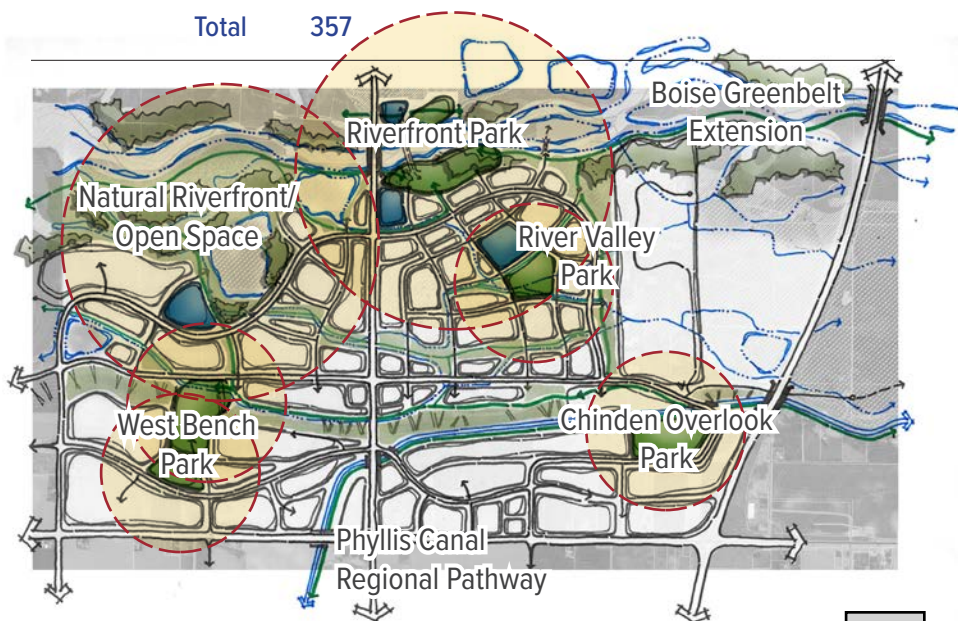 Total 357
Boise Greenbelt
Extension
Riverfront Park
Natural Riverfront/
Open Space
River Valley
Park
West Bench
Park
Chinden Overlook
Park
Phyllis Canal
Regional Pathway